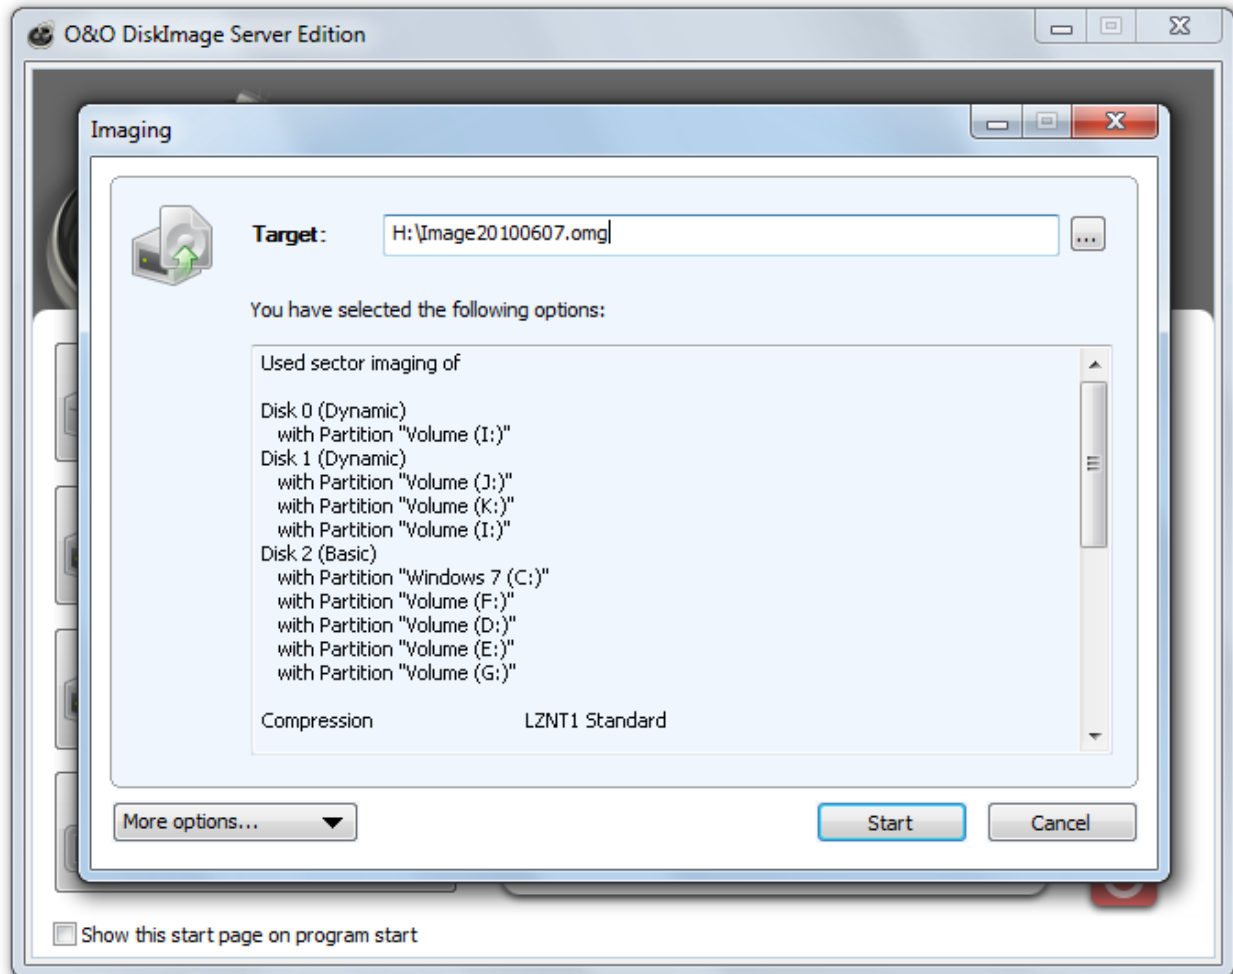 O&O DiskImage Server Edition
Imaging
Target: H:\Image20100607.omg ...
You have selected the following options:
Used sector imaging of
Disk 0 (Dynamic)
with Partition "Volume (I:)"
Disk 1 (Dynamic)
with Partition "Volume (J:)"
with Partition "Volume (K:)"
with Partition "Volume (I:)"
Disk 2 (Basic)
with Partition "Windows 7 (C:)"
with Partition "Volume (F:)"
with Partition "Volume (D:)"
with Partition "Volume (E:)"
with Partition "Volume (G:)"
Compression LZNT1 Standard
More options... Start Cancel
Show this start page on program start